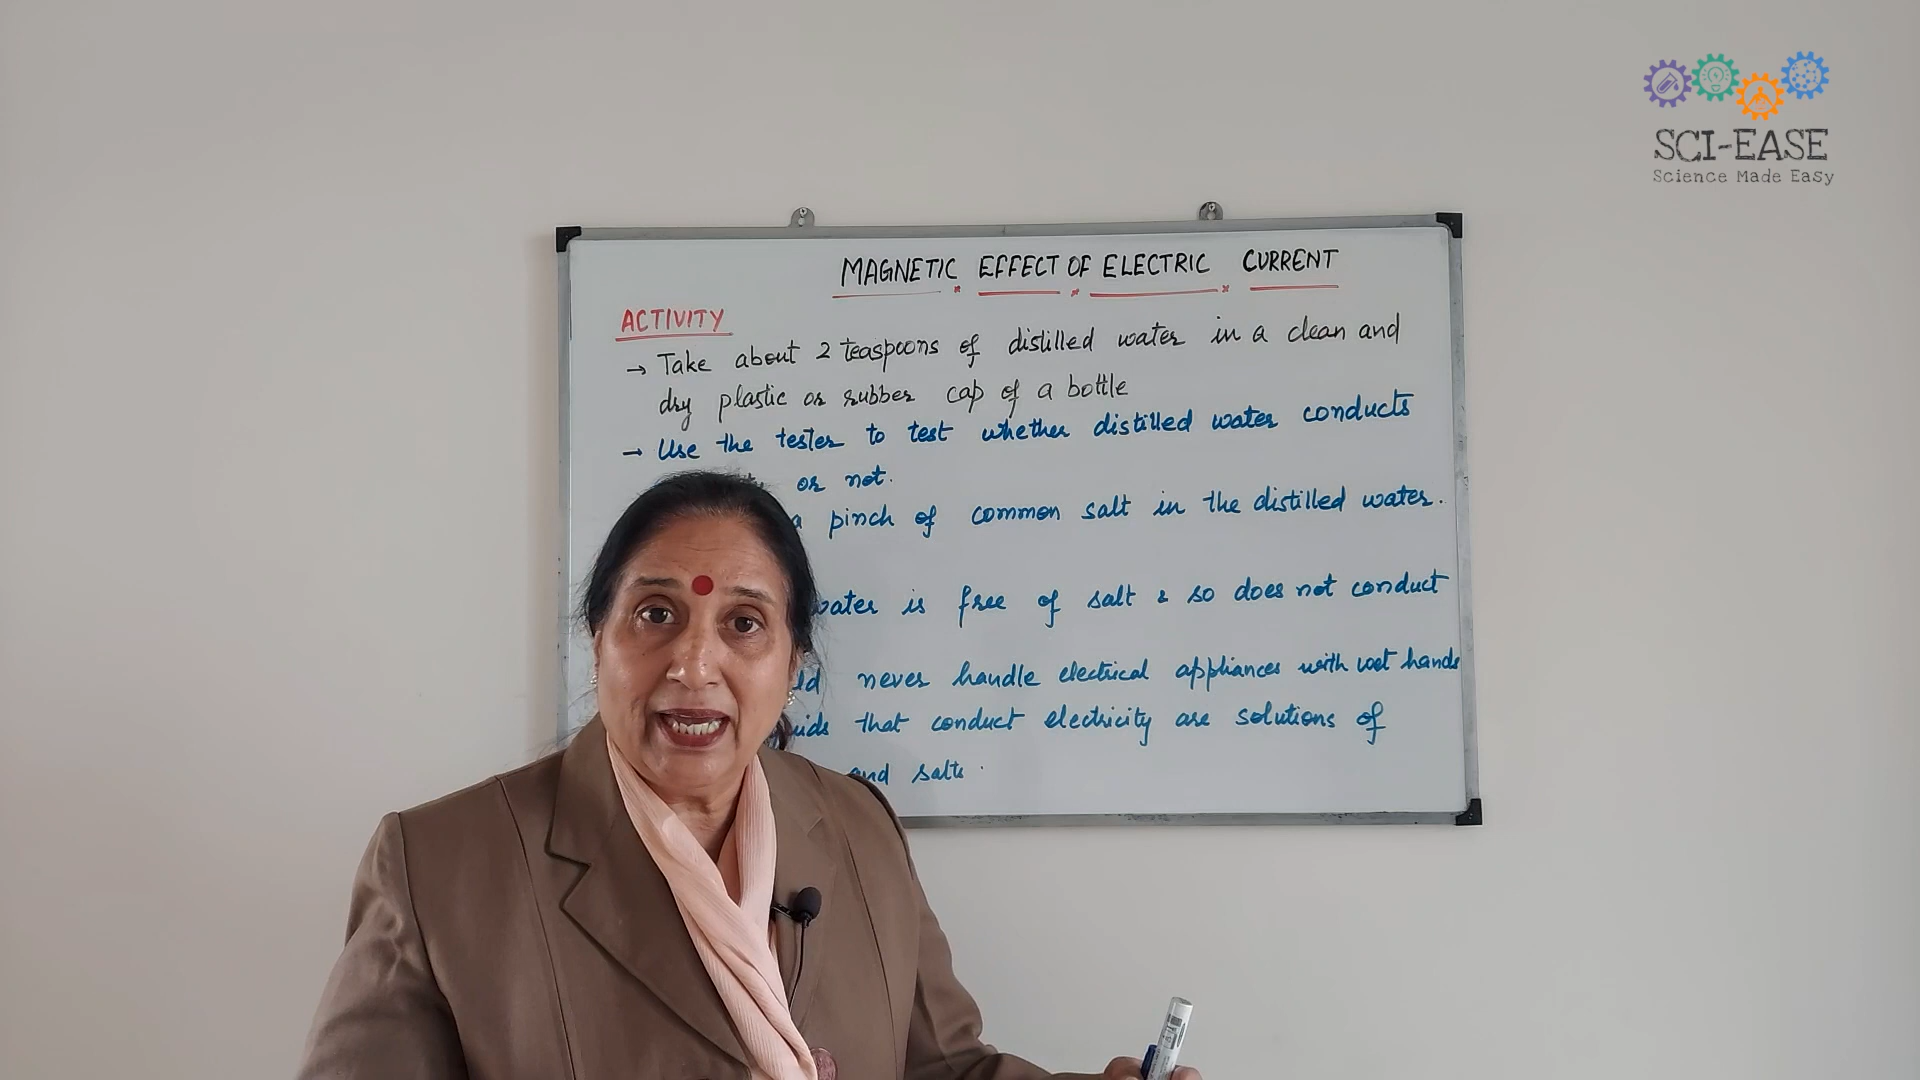 SCI-EASE
Science Made Easy
MAGNETIC EFFECT OF ELECTRIC CURRENT
ACTIVITY
→ Take about 2 teaspoons of distilled water in a clean and
dry plastic or rubber cap of a bottle
→ Use the tester to test whether distilled water conducts
or not.
a pinch of common salt in the distilled water.
water is free of salt & so does not conduct
never handle electrical appliances with wet hands
that conduct electricity are solutions of
and salts.